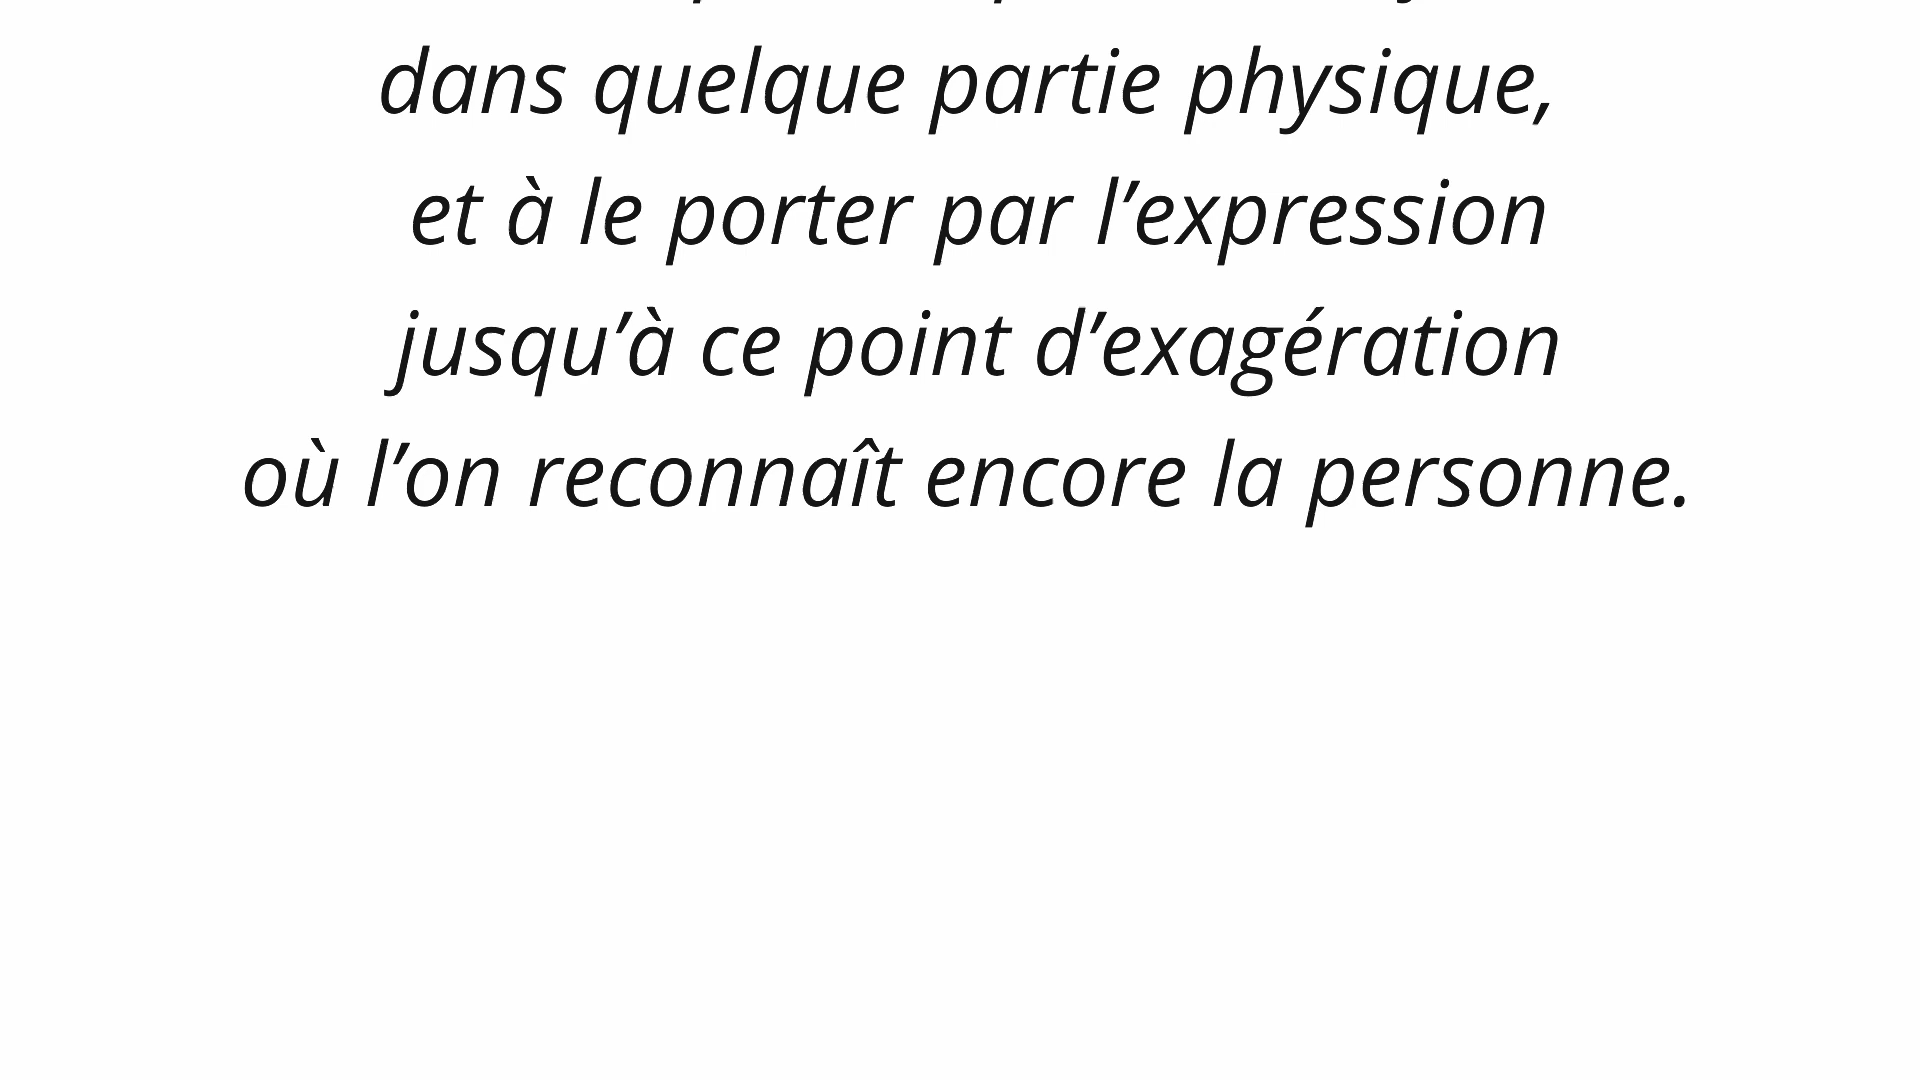 dans quelque partie physique,
et à le porter par l’expression
jusqu’à ce point d’exagération
où l’on reconnaît encore la personne.